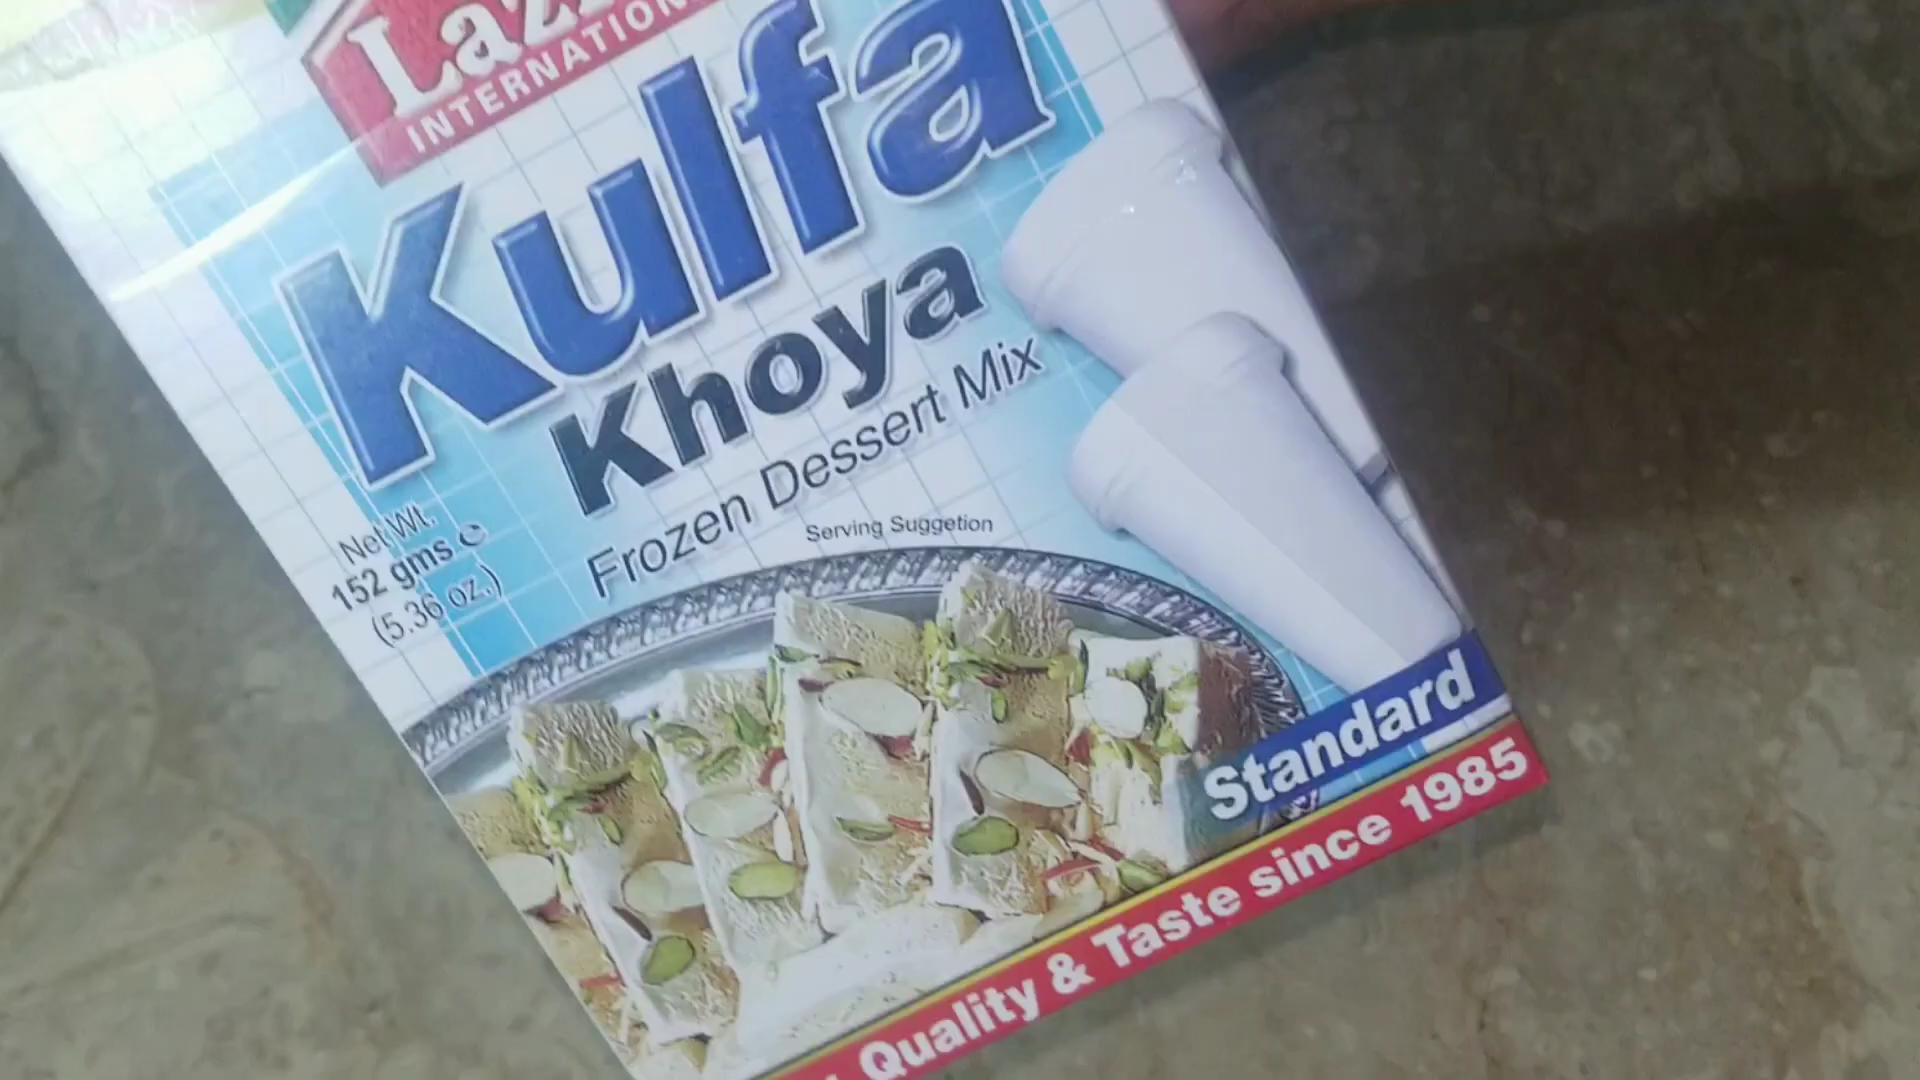 INTERNATIONAL
Kulfa
Khoya
Frozen Dessert Mix
Serving Suggetion
Net Wt.
152 gms e
(5.36 oz.)
Standard
Quality & Taste since 1985